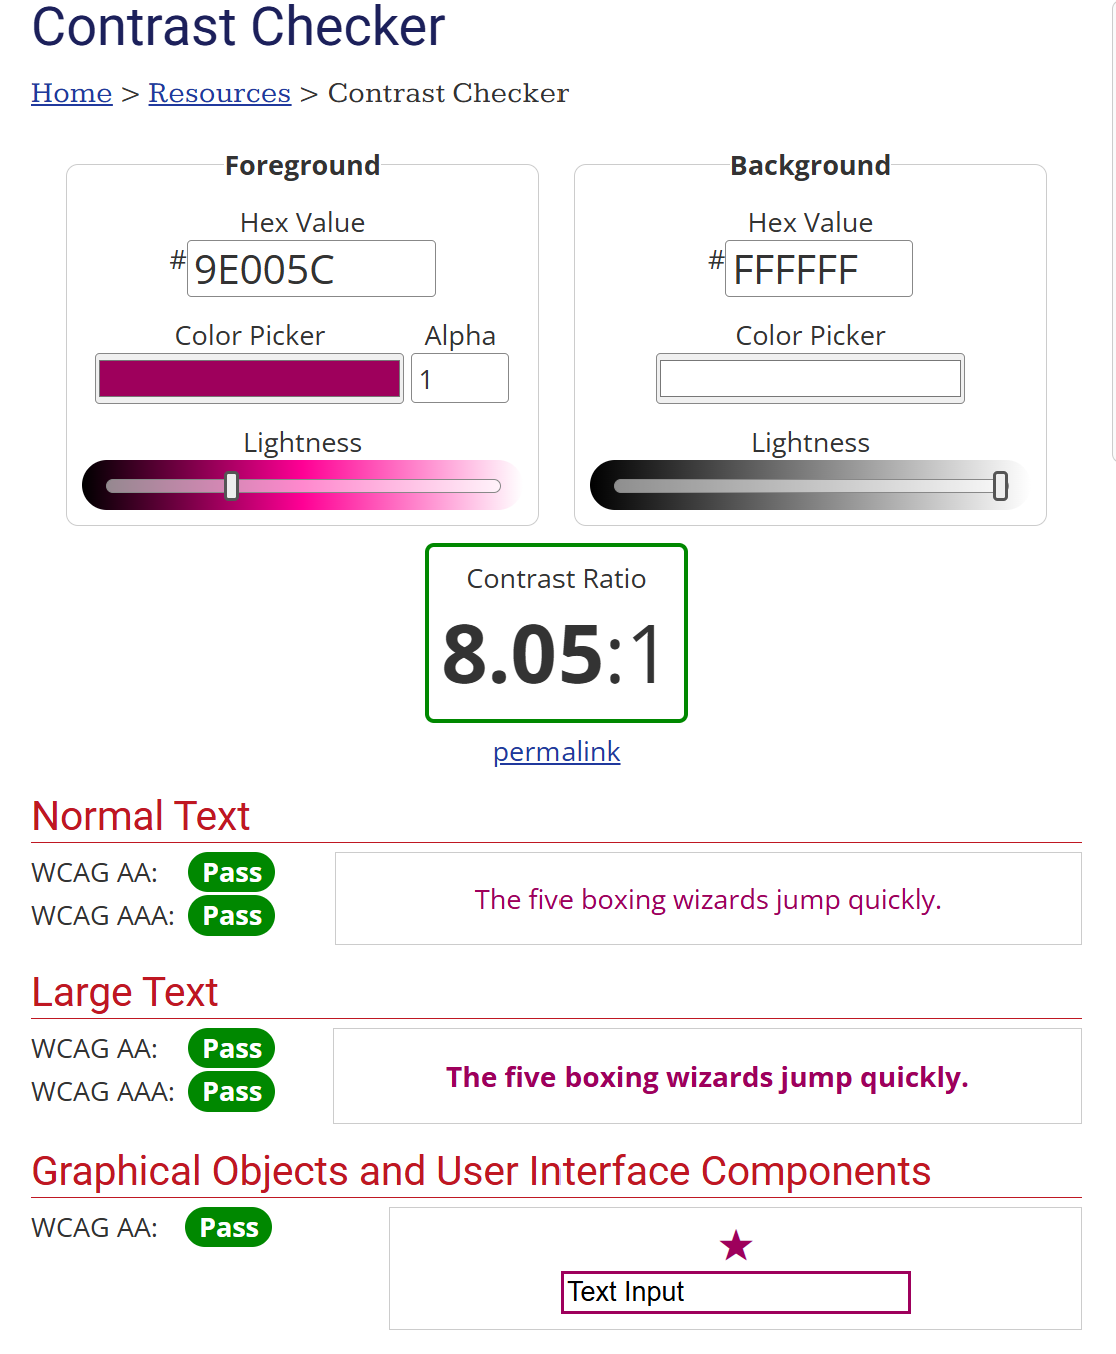 Contrast Checker
Home > Resources > Contrast Checker
Foreground
Hex Value
# 9E005C
Color Picker Alpha
1
Lightness
Background
Hex Value
# FFFFFF
Color Picker
Lightness
Contrast Ratio
8.05:1
permalink
Normal Text
WCAG AA: Pass
WCAG AAA: Pass
The five boxing wizards jump quickly.
Large Text
WCAG AA: Pass
WCAG AAA: Pass
The five boxing wizards jump quickly.
Graphical Objects and User Interface Components
WCAG AA: Pass
Text Input